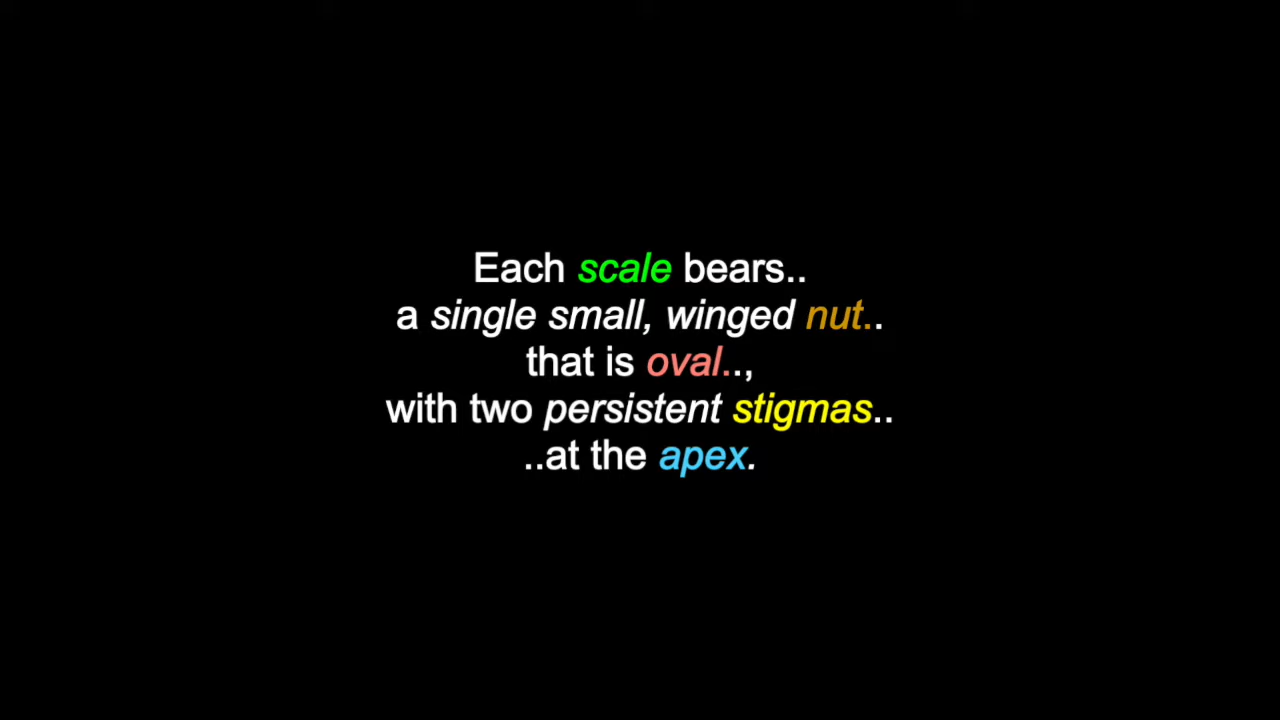 Each scale bears..
a single small, winged nut..
that is oval..,
with two persistent stigmas..
..at the apex.